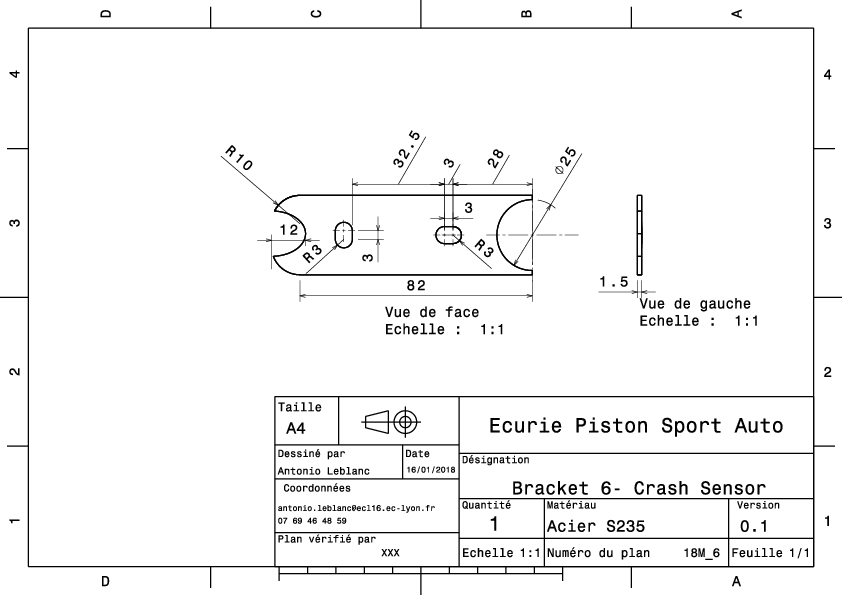 D C B A
4 4
R10
32.5
3
28
Φ25
3 3
12
R3
3
3
R3
82
1.5
Vue de face
Echelle : 1:1
Vue de gauche
Echelle : 1:1
2 2
Taille
A4
Ecurie Piston Sport Auto
Dessiné par
Antonio Leblanc
Date
16/01/2018
Désignation
Bracket 6- Crash Sensor
Coordonnées
antonio.leblanc@ecl16.ec-lyon.fr
07 69 46 48 59
Quantité
1
Matériau
Acier S235
Version
0.1
1 1
Plan vérifié par
XXX
Echelle 1:1
Numéro du plan 18M_6
Feuille 1/1
D A